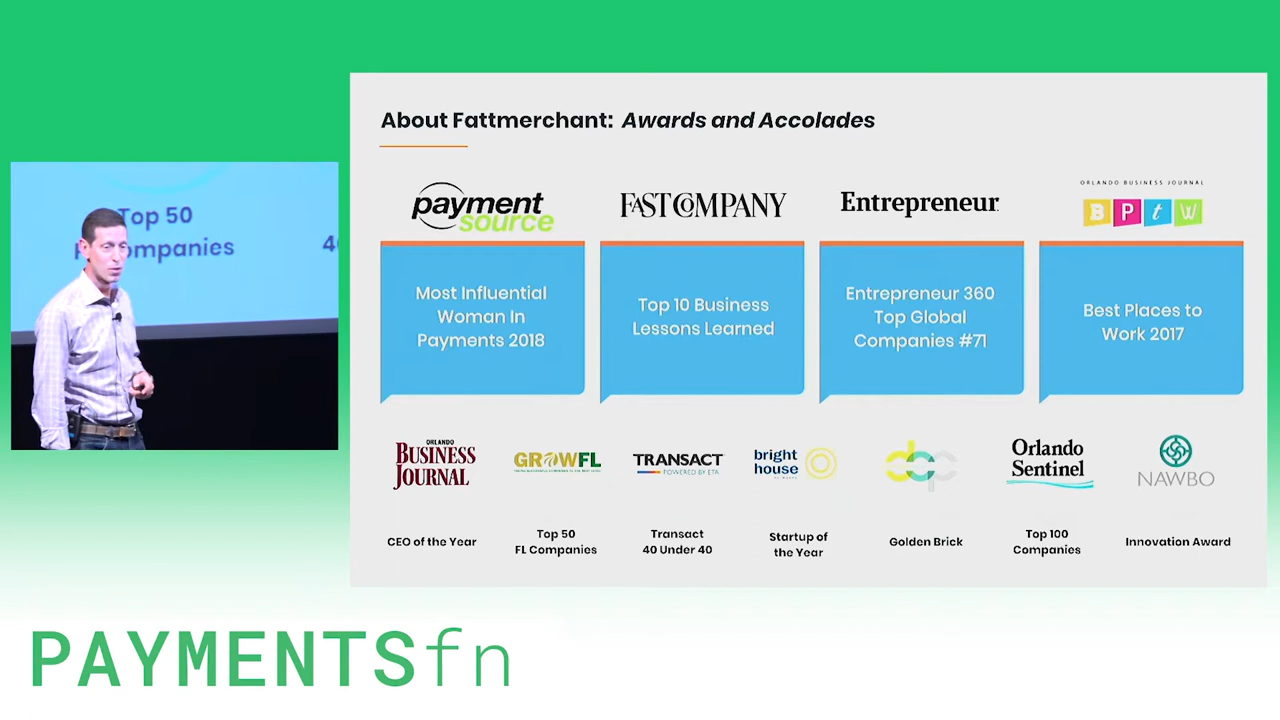 About Fattmerchant: Awards and Accolades
payment
source
FAST COMPANY
Entrepreneur
ORLANDO BUSINESS JOURNAL
BPtW
Most Influential
Woman In
Payments 2018
Top 10 Business
Lessons Learned
Entrepreneur 360
Top Global
Companies #71
Best Places to
Work 2017
ORLANDO
BUSINESS
JOURNAL
GROWFL
TRANSACT
POWERED BY ETA
bright
house
dcp
Orlando
Sentinel
NAWBO
CEO of the Year
Top 50
FL Companies
Transact
40 Under 40
Startup of
the Year
Golden Brick
Top 100
Companies
Innovation Award
Top 50
ompanies
PAYMENTSfn